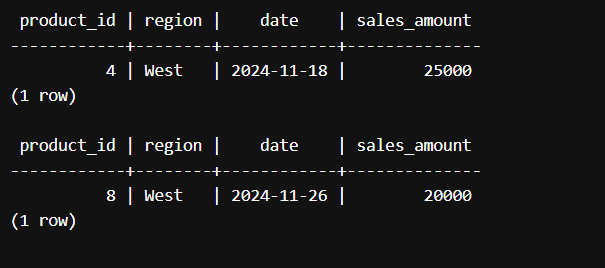 product_id | region |    date    | sales_amount
------------+--------+------------+--------------
          4 | West   | 2024-11-18 |        25000
(1 row)

 product_id | region |    date    | sales_amount
------------+--------+------------+--------------
          8 | West   | 2024-11-26 |        20000
(1 row)